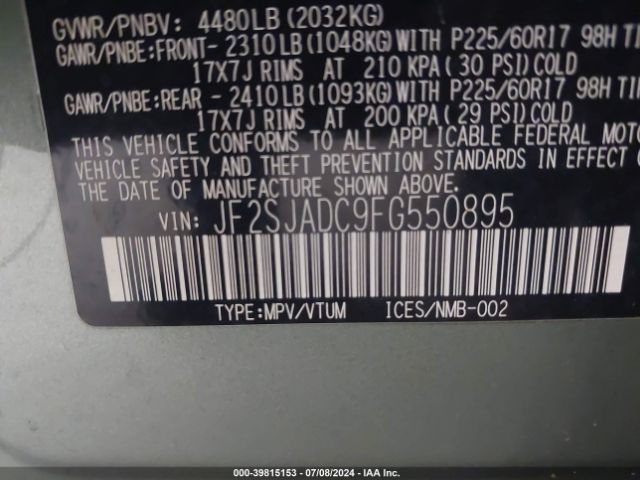 GVWR/PNBV: 4480LB(2032KG)
GAWR/PNBE:FRONT-2310LB(1048KG)WITH P225/60R17 98H
17X7J RIMS AT 210 KPA(30 PSI)COLD
GAWR/PNBE:REAR -2410LB(1093KG)WITH P225/60R17 98H
17X7J RIMS AT 200 KPA(29 PSI)COLD
THIS VEHICLE CONFORMS TO ALL APPLICABLE FEDERAL
VEHICLE SAFETY AND THEFT PREVENTION STANDARDS IN EFFECT
THE DATE OF MANUFACTURE SHOWN ABOVE.
VIN: JF2SJADC9FG550895
TYPE:MPV/VTUM ICES/NMB-002
000-39815153 - 07/08/2024 - IAAI.COM